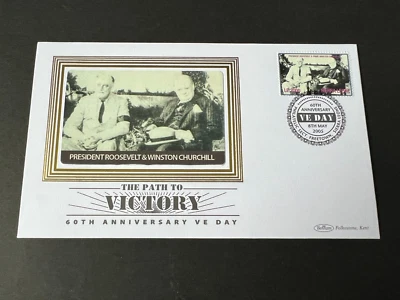 PRESIDENT ROOSEVELT & WINSTON CHURCHILL
THE PATH TO
VICTORY
60TH ANNIVERSARY VE DAY
60TH
ANNIVERSARY
VE DAY
8TH MAY
2005
Benham
Folkestone, Kent